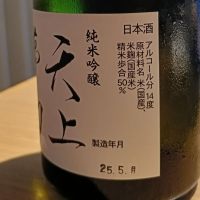 日本酒
アルコール分 14度
原材料名 米(国産)、
米麹(国産米)
精米歩合 50%
純米吟醸
天上
製造年月
25.5.月